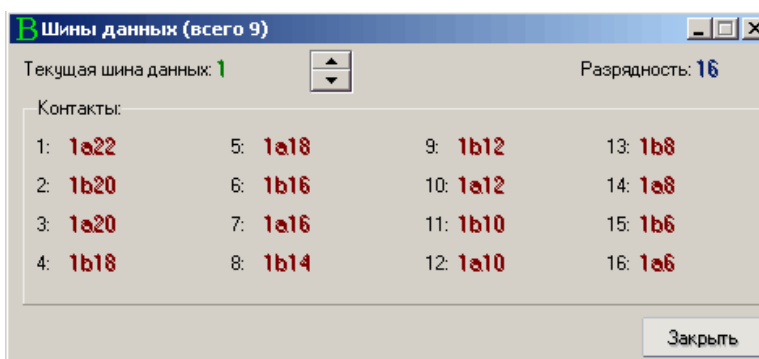 B Шины данных (всего 9)
Текущая шина данных: 1 Разрядность: 16
Контакты:
1: 1a22 5: 1a18 9: 1b12 13: 1b8
2: 1b20 6: 1b16 10: 1a12 14: 1a8
3: 1a20 7: 1a16 11: 1b10 15: 1b6
4: 1b18 8: 1b14 12: 1a10 16: 1a6
Закрыть